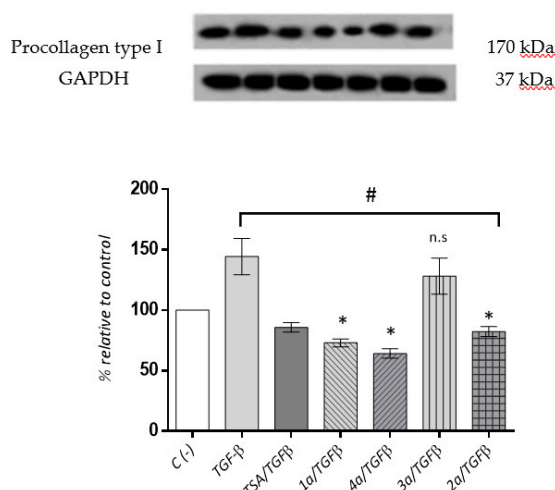 Procollagen type I 170 kDa
GAPDH 37 kDa
200
#
150
n.s
100
* * *
50
0
% relative to control
C (-) TGF-β TSA/TGFβ 1a/TGFβ 4a/TGFβ 3a/TGFβ 2a/TGFβ